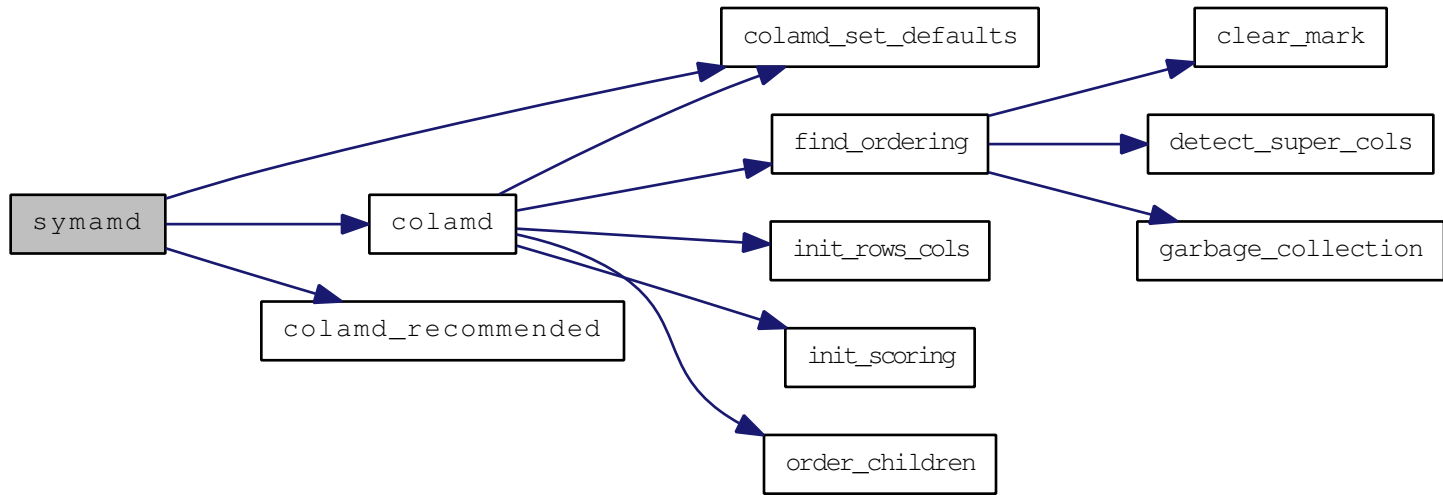 symamd
colamd
colamd_recommended
colamd_set_defaults
find_ordering
init_rows_cols
init_scoring
order_children
clear_mark
detect_super_cols
garbage_collection